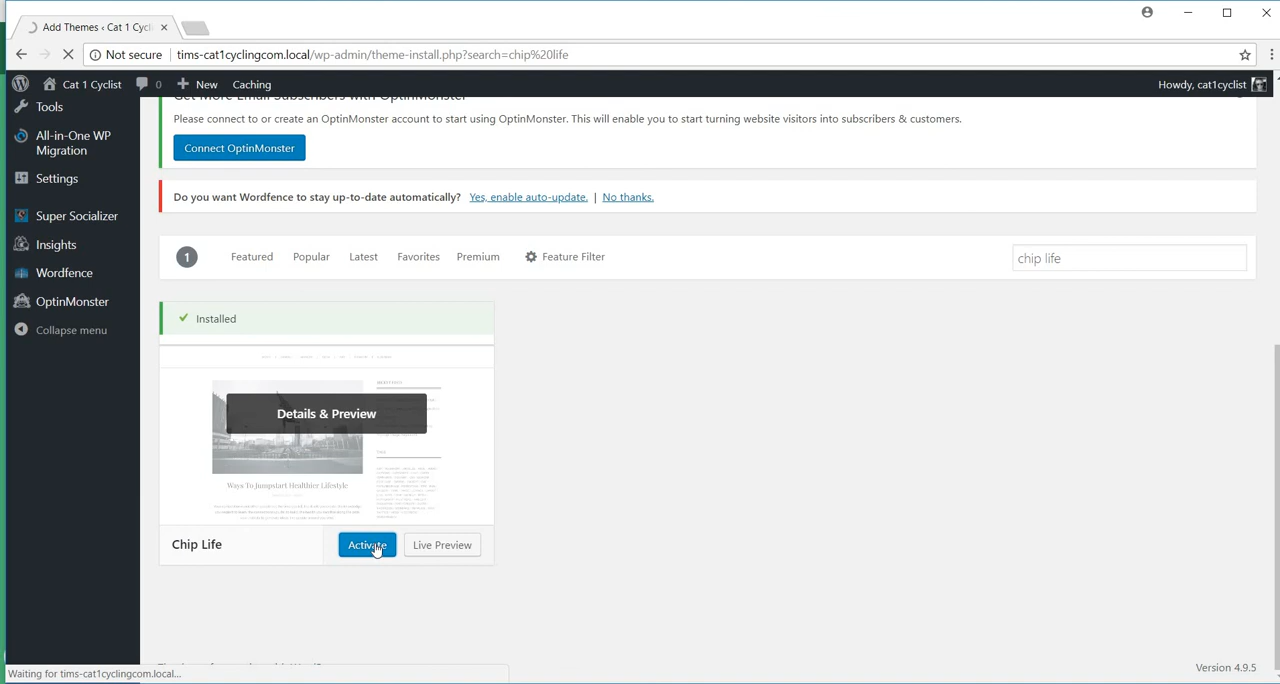 Add Themes ‹ Cat 1 Cycl
Not secure
tims-cat1cyclingcom.local/wp-admin/theme-install.php?search=chip%20life
Cat 1 Cyclist
0
New
Caching
Howdy, cat1cyclist
Tools
All-in-One WP
Migration
Settings
Super Socializer
Insights
Wordfence
OptinMonster
Collapse menu
Get More Email Subscribers with OptinMonster
Please connect to or create an OptinMonster account to start using OptinMonster. This will enable you to start turning website visitors into subscribers & customers.
Connect OptinMonster
Do you want Wordfence to stay up-to-date automatically? Yes, enable auto-update. | No thanks.
1
Featured
Popular
Latest
Favorites
Premium
Feature Filter
chip life
Installed
Details & Preview
Ways To Jumpstart Healthier Lifestyle
Chip Life
Activate
Live Preview
Version 4.9.5
Waiting for tims-cat1cyclingcom.local...